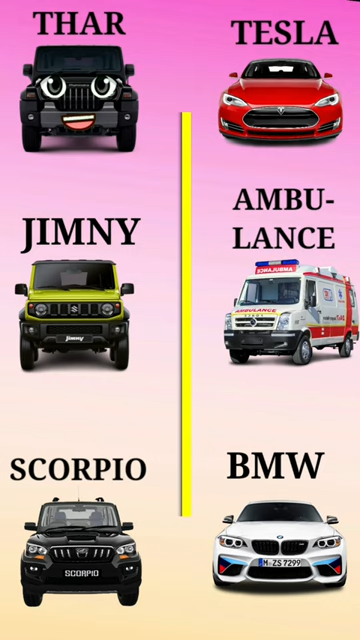 THAR
TESLA
JIMNY
AMBU-
LANCE
AMBULANCE
Jimny
SCORPIO
BMW
SCORPIO
M·ZS 7299